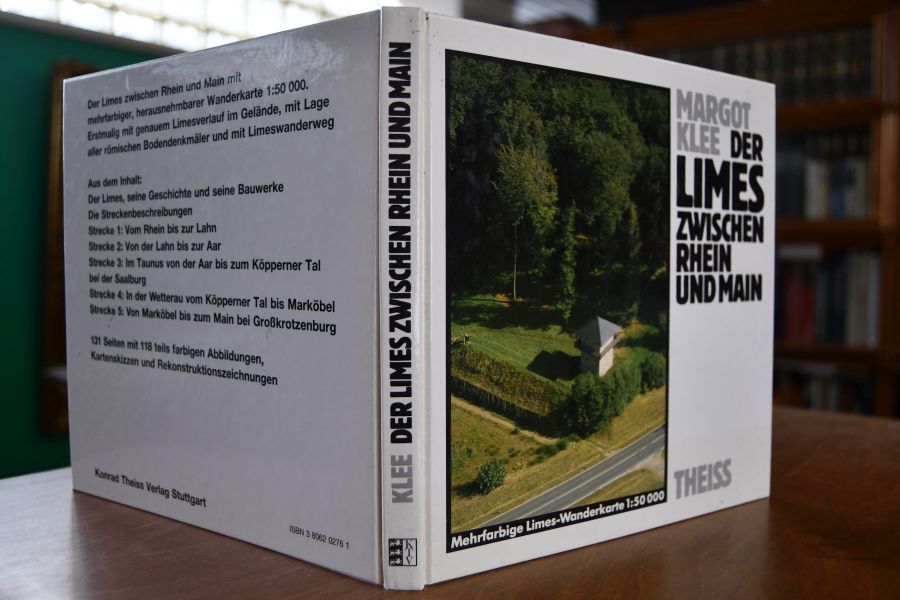 Der Limes zwischen Rhein und Main mit
mehrfarbiger, herausnehmbarer Wanderkarte 1:50 000.
Erstmalig mit genauem Limesverlauf im Gelände, mit Lage
aller römischen Bodendenkmäler und mit Limeswanderweg
Aus dem Inhalt:
Der Limes, seine Geschichte und seine Bauwerke
Die Streckenbeschreibungen
Strecke 1: Vom Rhein bis zur Lahn
Strecke 2: Von der Lahn bis zur Aar
Strecke 3: Im Taunus von der Aar bis zum Köpperner Tal
bei der Saalburg
Strecke 4: In der Wetterau vom Köpperner Tal bis Marköbel
Strecke 5: Von Marköbel bis zum Main bei Großkrotzenburg
131 Seiten mit 118 teils farbigen Abbildungen,
Kartenskizzen und Rekonstruktionszeichnungen
Konrad Theiss Verlag Stuttgart
ISBN 3 8062 0276 1
KLEE DER LIMES ZWISCHEN RHEIN UND MAIN
KTV
MARGOT
KLEE DER
LIMES
ZWISCHEN
RHEIN
UND MAIN
THEISS
Mehrfarbige Limes-Wanderkarte 1:50 000